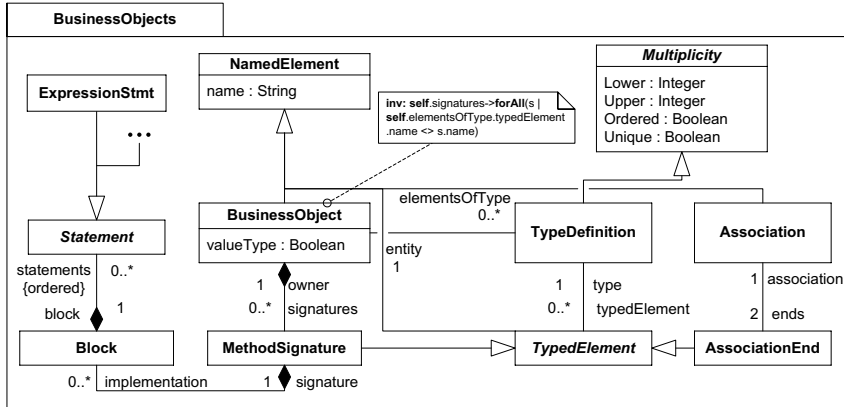 BusinessObjects
NamedElement
name : String
Multiplicity
Lower : Integer
Upper : Integer
Ordered : Boolean
Unique : Boolean
ExpressionStmt
...
inv: self.signatures->forAll(s |
self.elementsOfType.typedElement
.name <> s.name)
Statement
BusinessObject
valueType : Boolean
elementsOfType
0..*
entity
1
TypeDefinition
Association
statements
{ordered}
0..*
block
1
1
owner
0..*
signatures
1
type
0..*
typedElement
1
association
2
ends
Block
MethodSignature
TypedElement
AssociationEnd
0..*
implementation
1
signature